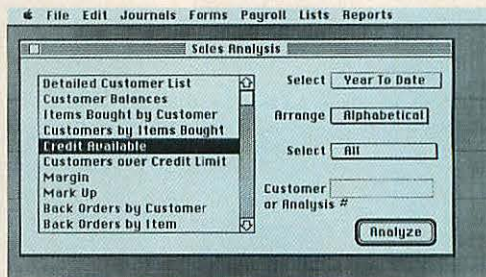 File Edit Journals Forms Payroll Lists Reports
Sales Analysis
Detailed Customer List
Customer Balances
Items Bought by Customer
Customers by Items Bought
Credit Available
Customers over Credit Limit
Margin
Mark Up
Back Orders by Customer
Back Orders by Item
Select Year To Date
Arrange Alphabetical
Select All
Customer
or Analysis #
Analyze